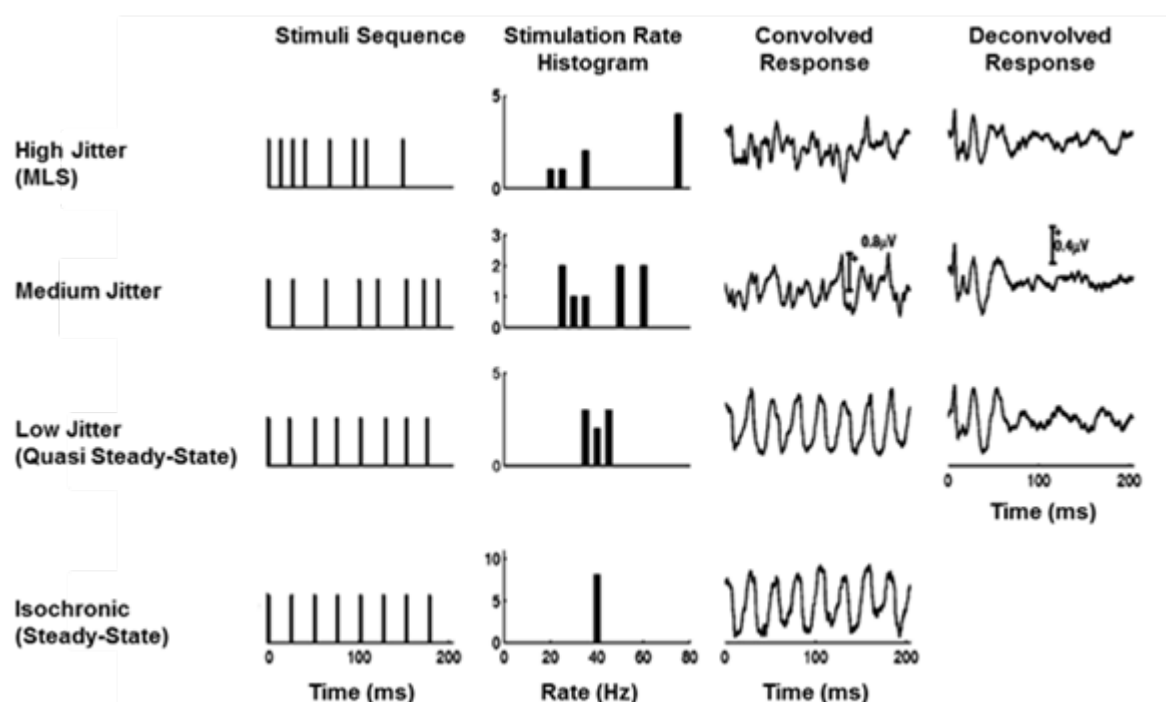 Stimuli Sequence
Stimulation Rate
Histogram
Convolved
Response
Deconvolved
Response
High Jitter
(MLS)
5
0
Medium Jitter
3
2
1
0
0.8µV
+
0.4µV
+
Low Jitter
(Quasi Steady-State)
5
0
0 100 200
Time (ms)
Isochronic
(Steady-State)
10
5
0
0 200
0 20 40 60 80
0 100 200
Time (ms)
Rate (Hz)
Time (ms)